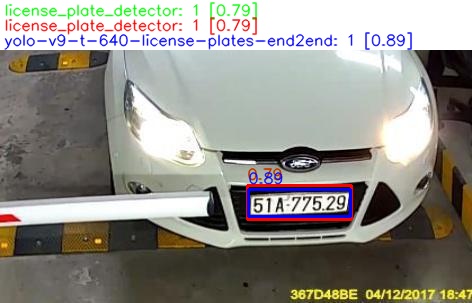 license_plate_detector: 1 [0.79]
license_plate_detector: 1 [0.79]
yolo-v9-t-640-license-plates-end2end: 1 [0.89]
Ford
0.89
51A-775.29
367D48BE 04/12/2017 18:47